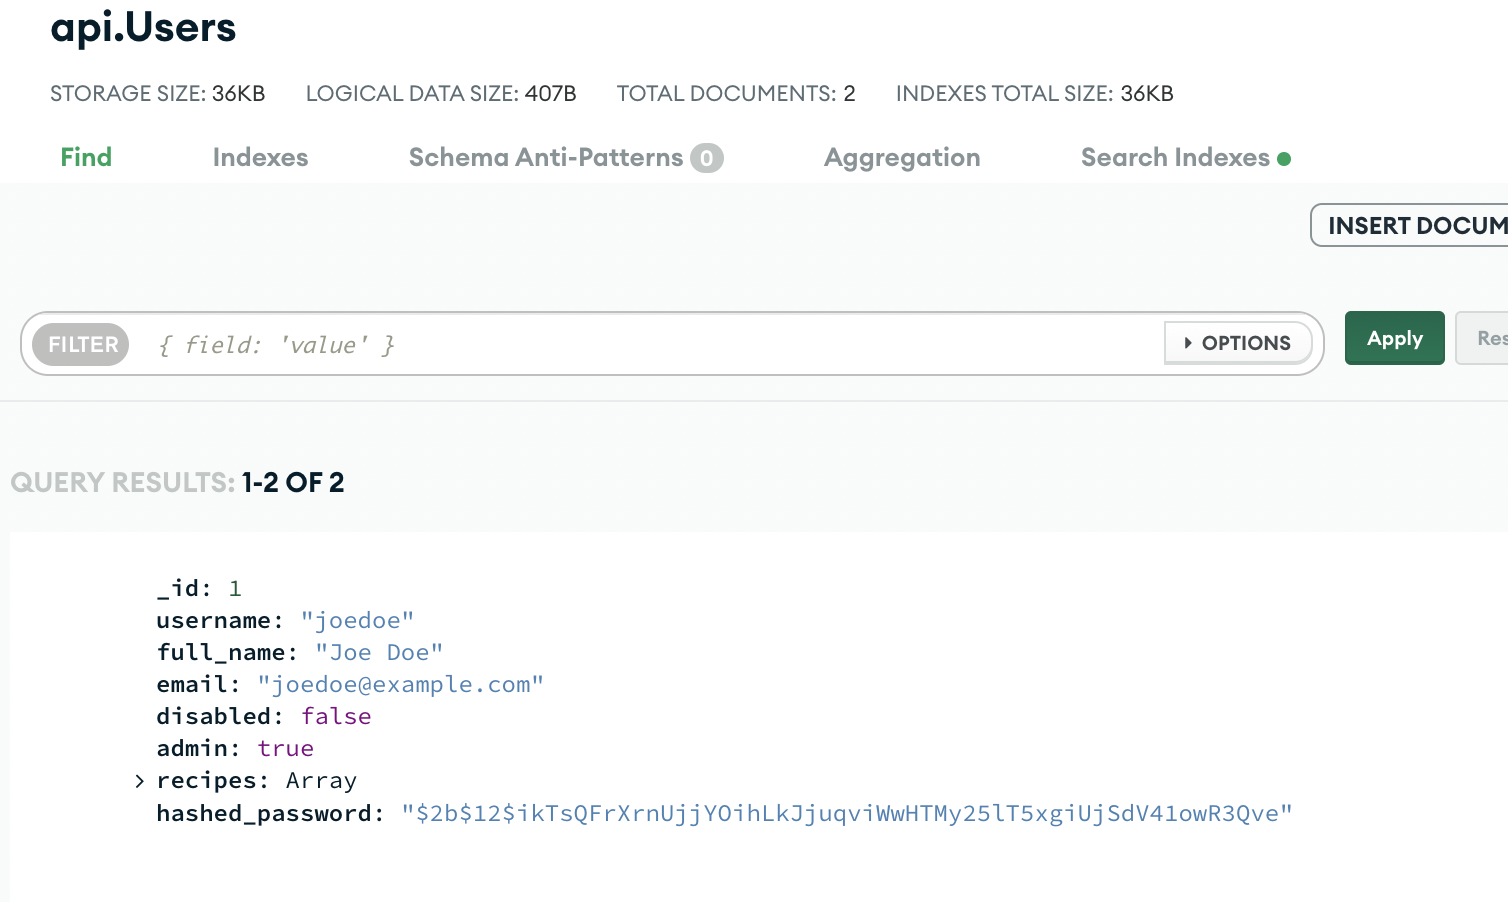 api.Users
STORAGE SIZE: 36KB LOGICAL DATA SIZE: 407B TOTAL DOCUMENTS: 2 INDEXES TOTAL SIZE: 36KB
Find Indexes Schema Anti-Patterns 0 Aggregation Search Indexes
INSERT DOCUM
FILTER { field: 'value' } OPTIONS Apply Res
QUERY RESULTS: 1-2 OF 2
_id: 1
username: "joedoe"
full_name: "Joe Doe"
email: "joedoe@example.com"
disabled: false
admin: true
> recipes: Array
hashed_password: "$2b$12$ikTsQFrXrnUjjYOihLkJjuqviWwHTMy25lT5xgiUjSdV41owR3Qve"